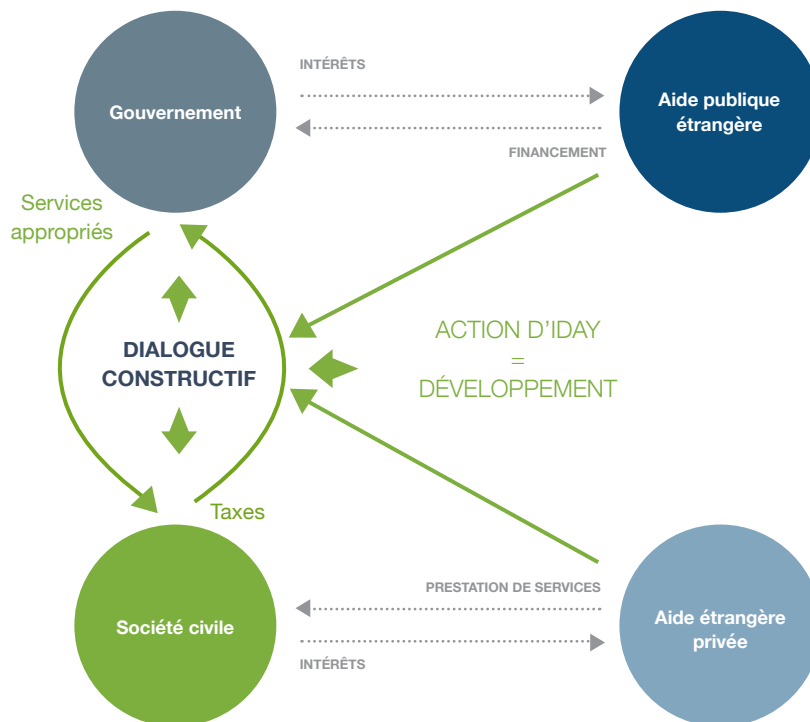 INTÉRÊTS
Gouvernement
Aide publique
étrangère
FINANCEMENT
Services
appropriés
DIALOGUE
CONSTRUCTIF
ACTION D’IDAY
=
DÉVELOPPEMENT
Taxes
PRESTATION DE SERVICES
Société civile
Aide étrangère
privée
INTÉRÊTS